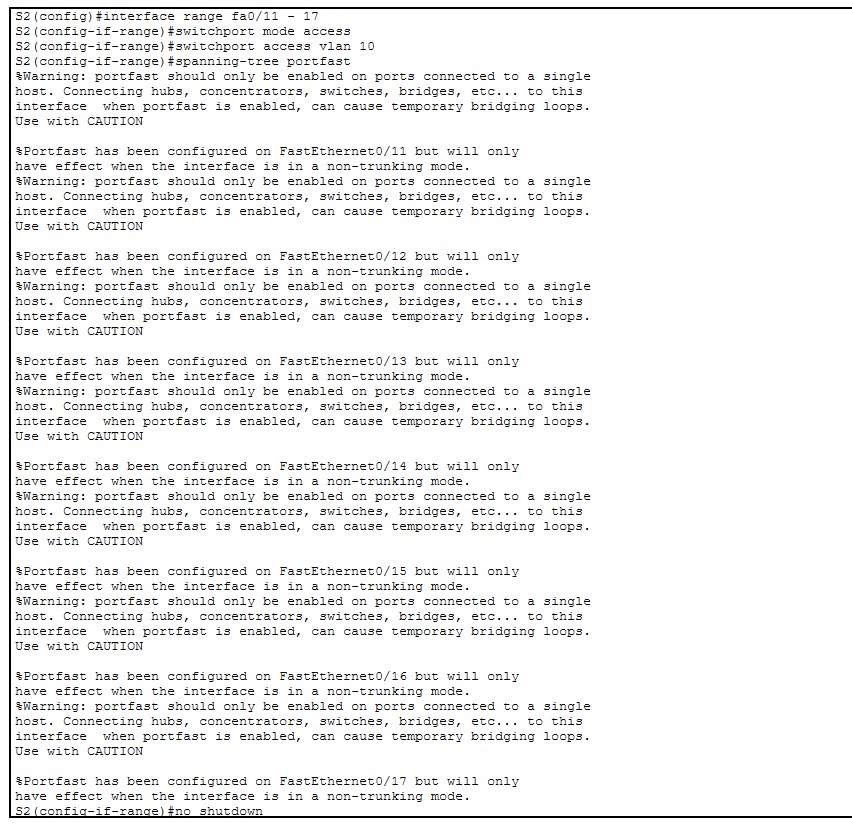 S2(config)#interface range fa0/11 - 17
S2(config-if-range)#switchport mode access
S2(config-if-range)#switchport access vlan 10
S2(config-if-range)#spanning-tree portfast
%Warning: portfast should only be enabled on ports connected to a single
host. Connecting hubs, concentrators, switches, bridges, etc... to this
interface  when portfast is enabled, can cause temporary bridging loops.
Use with CAUTION

%Portfast has been configured on FastEthernet0/11 but will only
have effect when the interface is in a non-trunking mode.
%Warning: portfast should only be enabled on ports connected to a single
host. Connecting hubs, concentrators, switches, bridges, etc... to this
interface  when portfast is enabled, can cause temporary bridging loops.
Use with CAUTION

%Portfast has been configured on FastEthernet0/12 but will only
have effect when the interface is in a non-trunking mode.
%Warning: portfast should only be enabled on ports connected to a single
host. Connecting hubs, concentrators, switches, bridges, etc... to this
interface  when portfast is enabled, can cause temporary bridging loops.
Use with CAUTION

%Portfast has been configured on FastEthernet0/13 but will only
have effect when the interface is in a non-trunking mode.
%Warning: portfast should only be enabled on ports connected to a single
host. Connecting hubs, concentrators, switches, bridges, etc... to this
interface  when portfast is enabled, can cause temporary bridging loops.
Use with CAUTION

%Portfast has been configured on FastEthernet0/14 but will only
have effect when the interface is in a non-trunking mode.
%Warning: portfast should only be enabled on ports connected to a single
host. Connecting hubs, concentrators, switches, bridges, etc... to this
interface  when portfast is enabled, can cause temporary bridging loops.
Use with CAUTION

%Portfast has been configured on FastEthernet0/15 but will only
have effect when the interface is in a non-trunking mode.
%Warning: portfast should only be enabled on ports connected to a single
host. Connecting hubs, concentrators, switches, bridges, etc... to this
interface  when portfast is enabled, can cause temporary bridging loops.
Use with CAUTION

%Portfast has been configured on FastEthernet0/16 but will only
have effect when the interface is in a non-trunking mode.
%Warning: portfast should only be enabled on ports connected to a single
host. Connecting hubs, concentrators, switches, bridges, etc... to this
interface  when portfast is enabled, can cause temporary bridging loops.
Use with CAUTION

%Portfast has been configured on FastEthernet0/17 but will only
have effect when the interface is in a non-trunking mode.
S2(config-if-range)#no shutdown